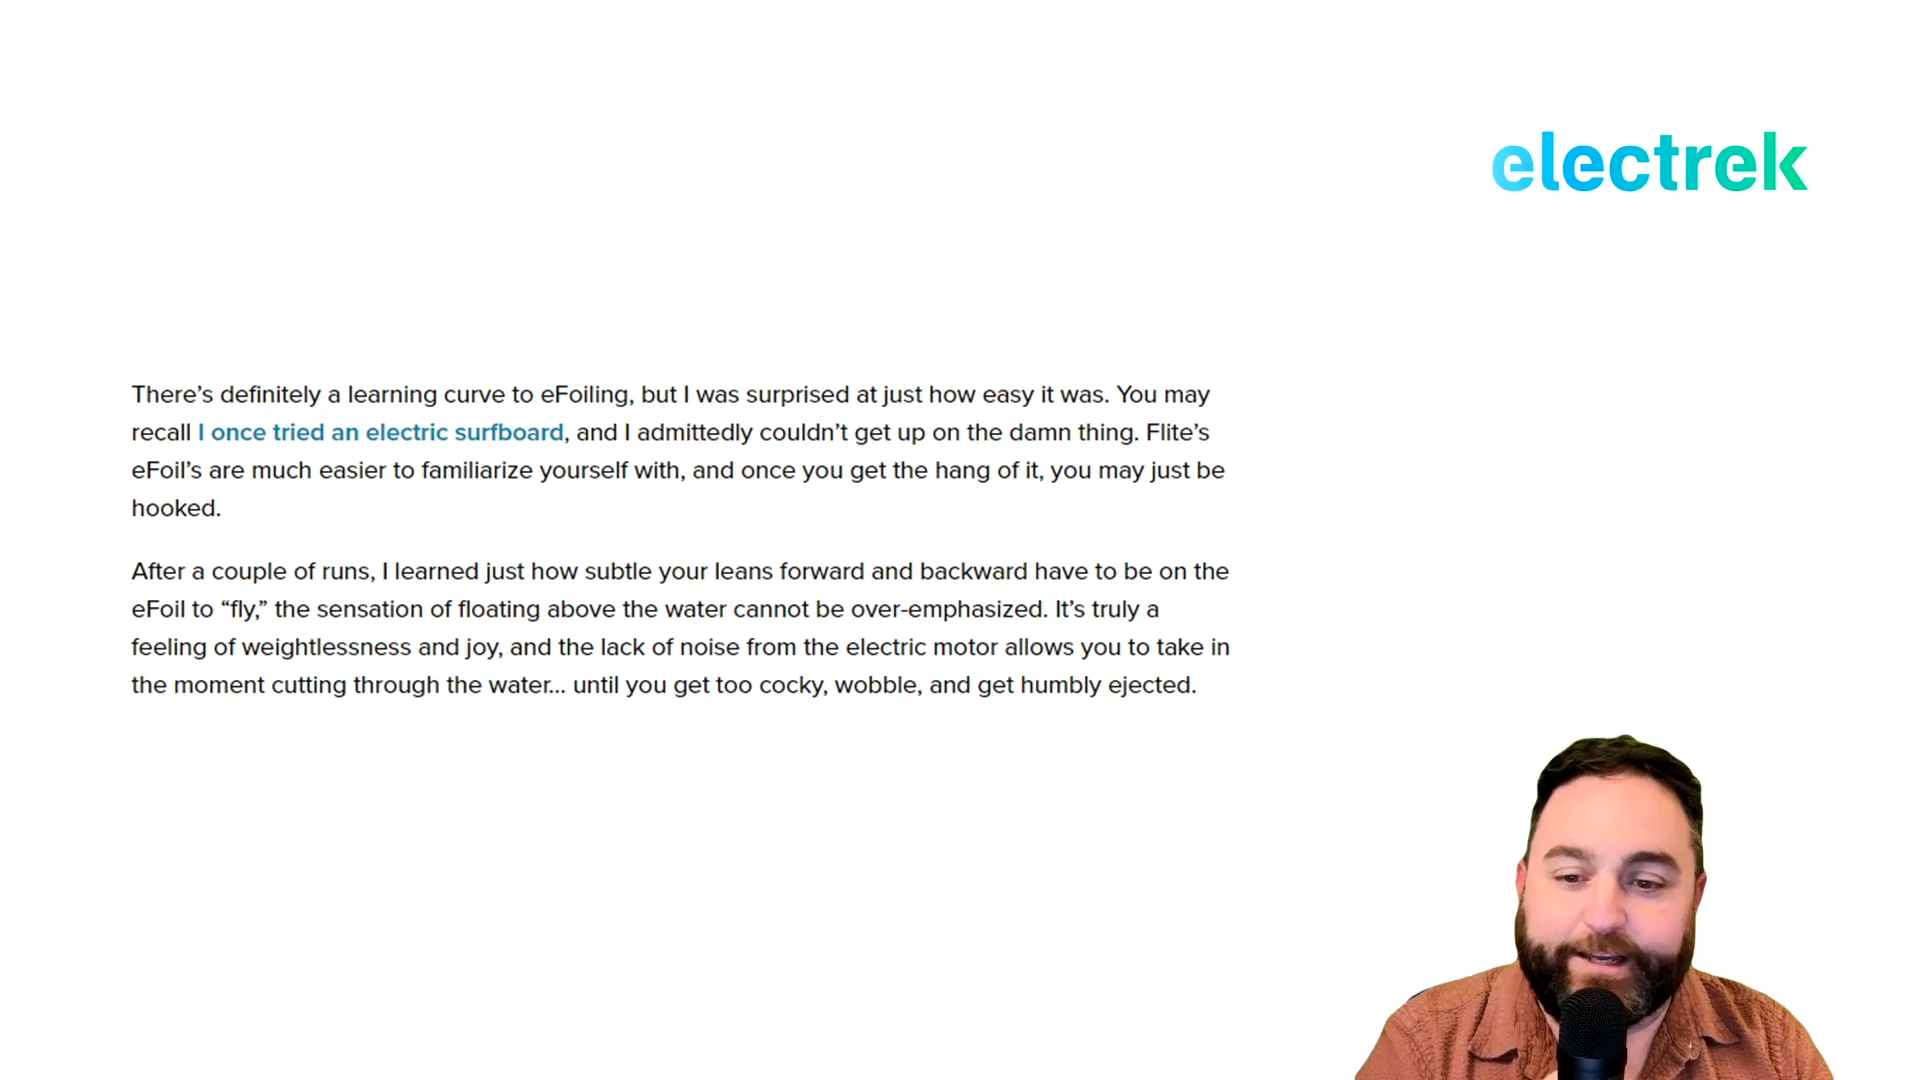 electrek
There’s definitely a learning curve to eFoiling, but I was surprised at just how easy it was. You may
recall I once tried an electric surfboard, and I admittedly couldn’t get up on the damn thing. Flite’s
eFoil’s are much easier to familiarize yourself with, and once you get the hang of it, you may just be
hooked.
After a couple of runs, I learned just how subtle your leans forward and backward have to be on the
eFoil to “fly,” the sensation of floating above the water cannot be over-emphasized. It’s truly a
feeling of weightlessness and joy, and the lack of noise from the electric motor allows you to take in
the moment cutting through the water... until you get too cocky, wobble, and get humbly ejected.